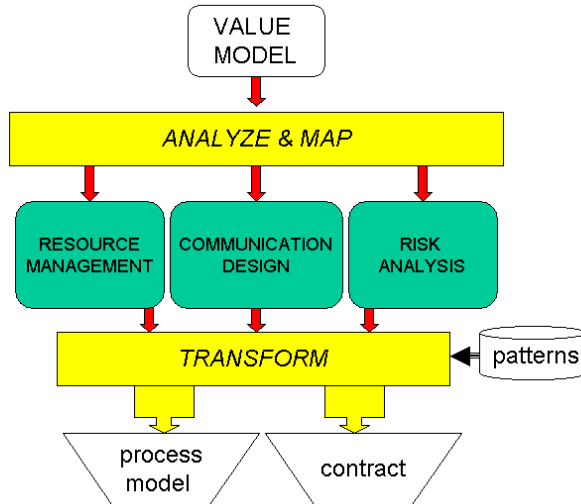 VALUE
MODEL
ANALYZE & MAP
RESOURCE
MANAGEMENT
COMMUNICATION
DESIGN
RISK
ANALYSIS
TRANSFORM
patterns
process
model
contract